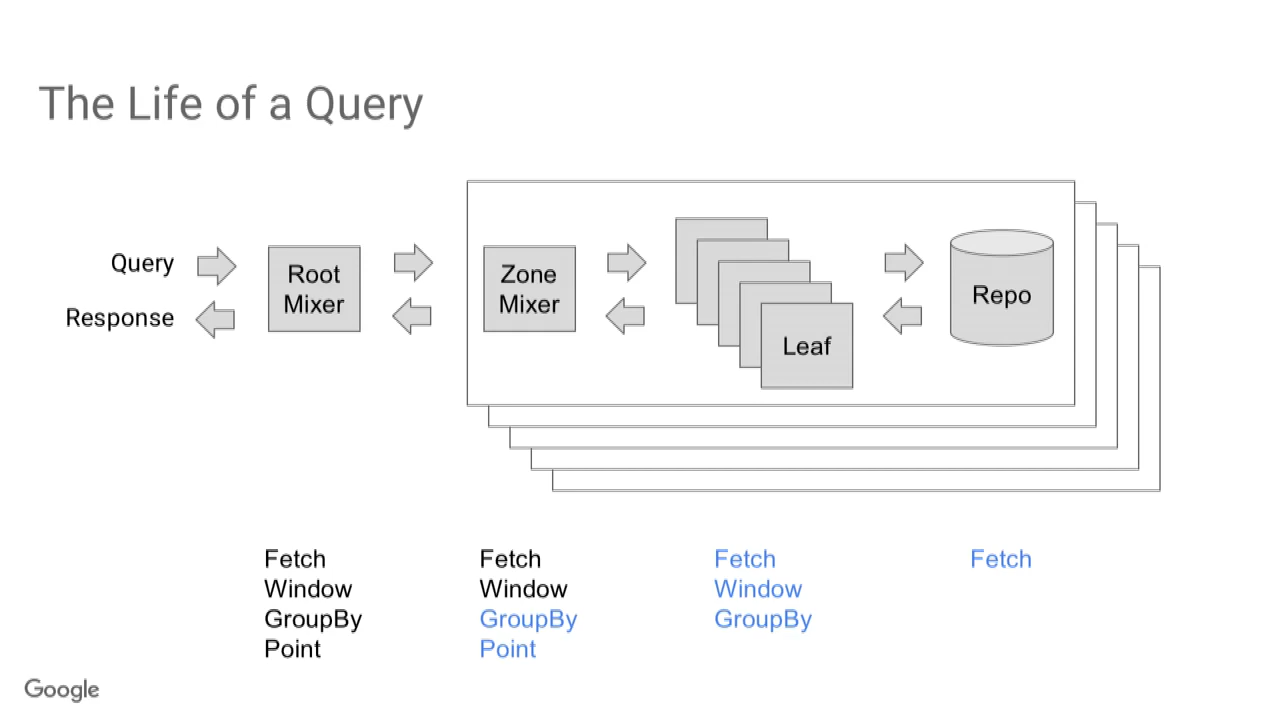 The Life of a Query
Query
Response
Root
Mixer
Zone
Mixer
Leaf
Repo
Fetch
Window
GroupBy
Point
Fetch
Window
GroupBy
Point
Fetch
Window
GroupBy
Fetch
Google